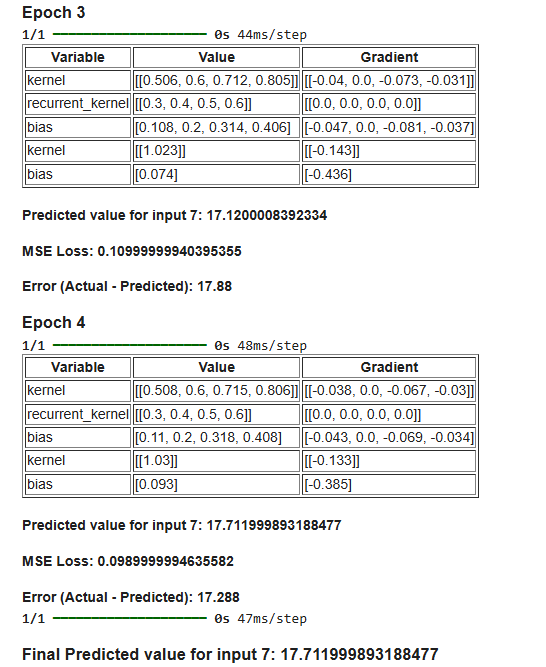 Epoch 3
1/1 ━━━━━━━━━━━━━━━━━━━━ 0s 44ms/step
Variable Value Gradient
kernel [[0.506, 0.6, 0.712, 0.805]] [[-0.04, 0.0, -0.073, -0.031]]
recurrent_kernel [[0.3, 0.4, 0.5, 0.6]] [[0.0, 0.0, 0.0, 0.0]]
bias [0.108, 0.2, 0.314, 0.406] [-0.047, 0.0, -0.081, -0.037]
kernel [[1.023]] [[-0.143]]
bias [0.074] [-0.436]
Predicted value for input 7: 17.1200008392334
MSE Loss: 0.10999999940395355
Error (Actual - Predicted): 17.88
Epoch 4
1/1 ━━━━━━━━━━━━━━━━━━━━ 0s 48ms/step
Variable Value Gradient
kernel [[0.508, 0.6, 0.715, 0.806]] [[-0.038, 0.0, -0.067, -0.03]]
recurrent_kernel [[0.3, 0.4, 0.5, 0.6]] [[0.0, 0.0, 0.0, 0.0]]
bias [0.11, 0.2, 0.318, 0.408] [-0.043, 0.0, -0.069, -0.034]
kernel [[1.03]] [[-0.133]]
bias [0.093] [-0.385]
Predicted value for input 7: 17.711999893188477
MSE Loss: 0.0989999994635582
Error (Actual - Predicted): 17.288
1/1 ━━━━━━━━━━━━━━━━━━━━ 0s 47ms/step
Final Predicted value for input 7: 17.711999893188477